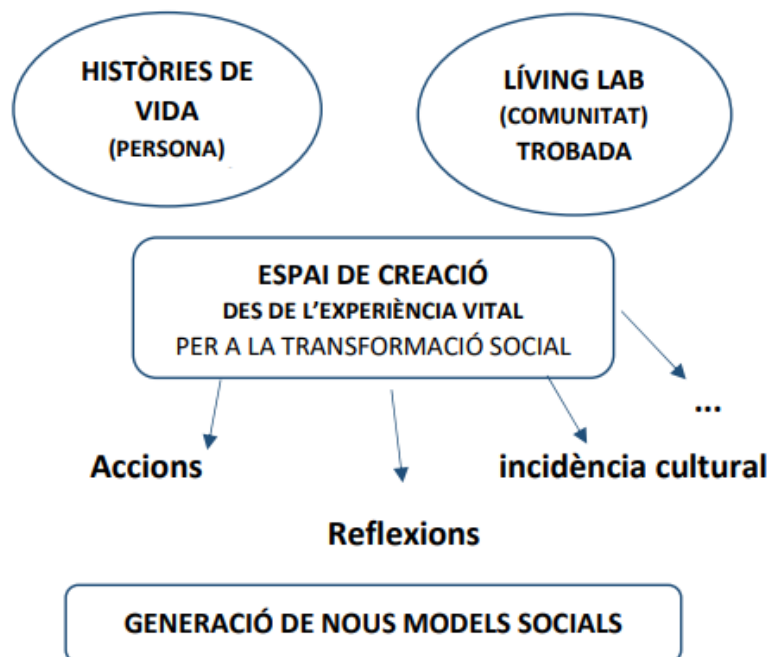 HISTÒRIES DE
VIDA
(PERSONA)
LÍVING LAB
(COMUNITAT)
TROBADA
ESPAI DE CREACIÓ
DES DE L’EXPERIÈNCIA VITAL
PER A LA TRANSFORMACIÓ SOCIAL
...
Accions
incidència cultural
Reflexions
GENERACIÓ DE NOUS MODELS SOCIALS